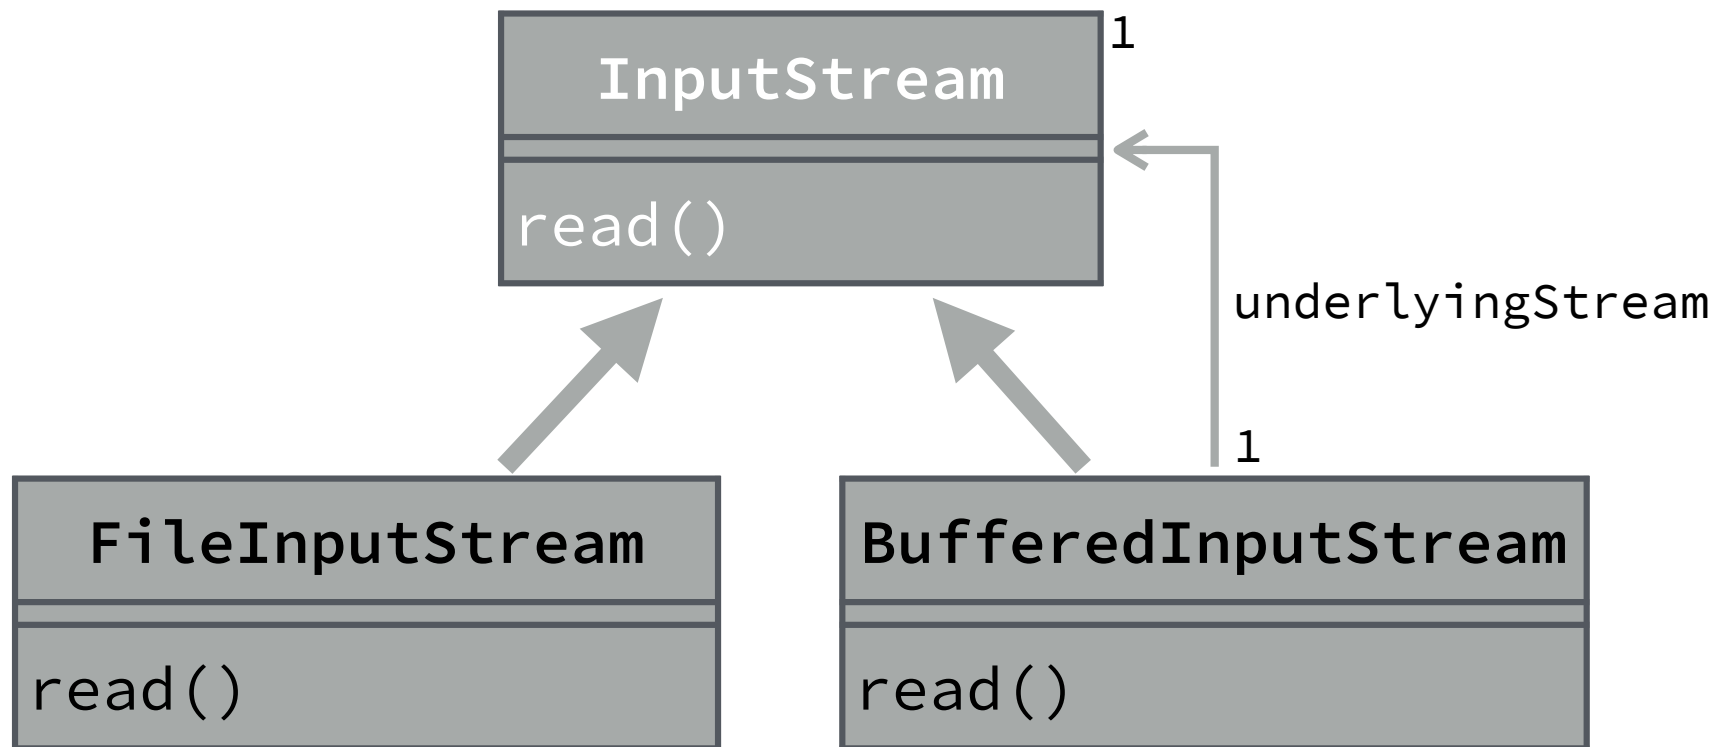 1
InputStream
read()
underlyingStream
1
FileInputStream
BufferedInputStream
read()
read()